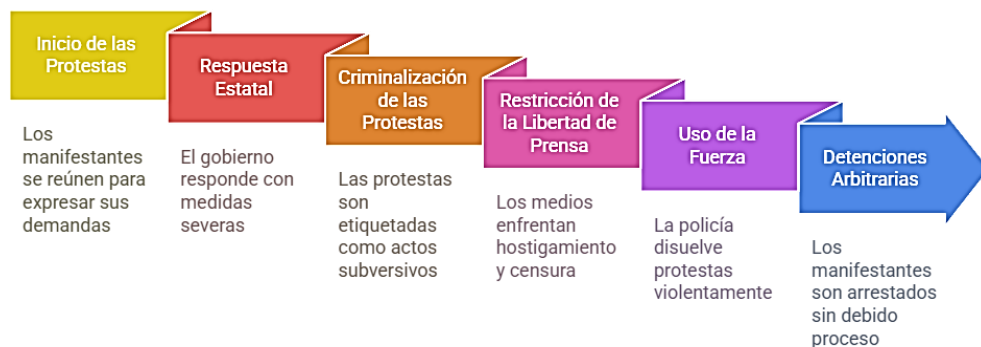 Inicio de las
Protestas
Los
manifestantes
se reúnen para
expresar sus
demandas
Respuesta
Estatal
El gobierno
responde con
medidas
severas
Criminalización
de las
Protestas
Las protestas
son
etiquetadas
como actos
subversivos
Restricción de
la Libertad de
Prensa
Los medios
enfrentan
hostigamiento
y censura
Uso de la
Fuerza
La policía
disuelve
protestas
violentamente
Detenciones
Arbitrarias
Los
manifestantes
son arrestados
sin debido
proceso